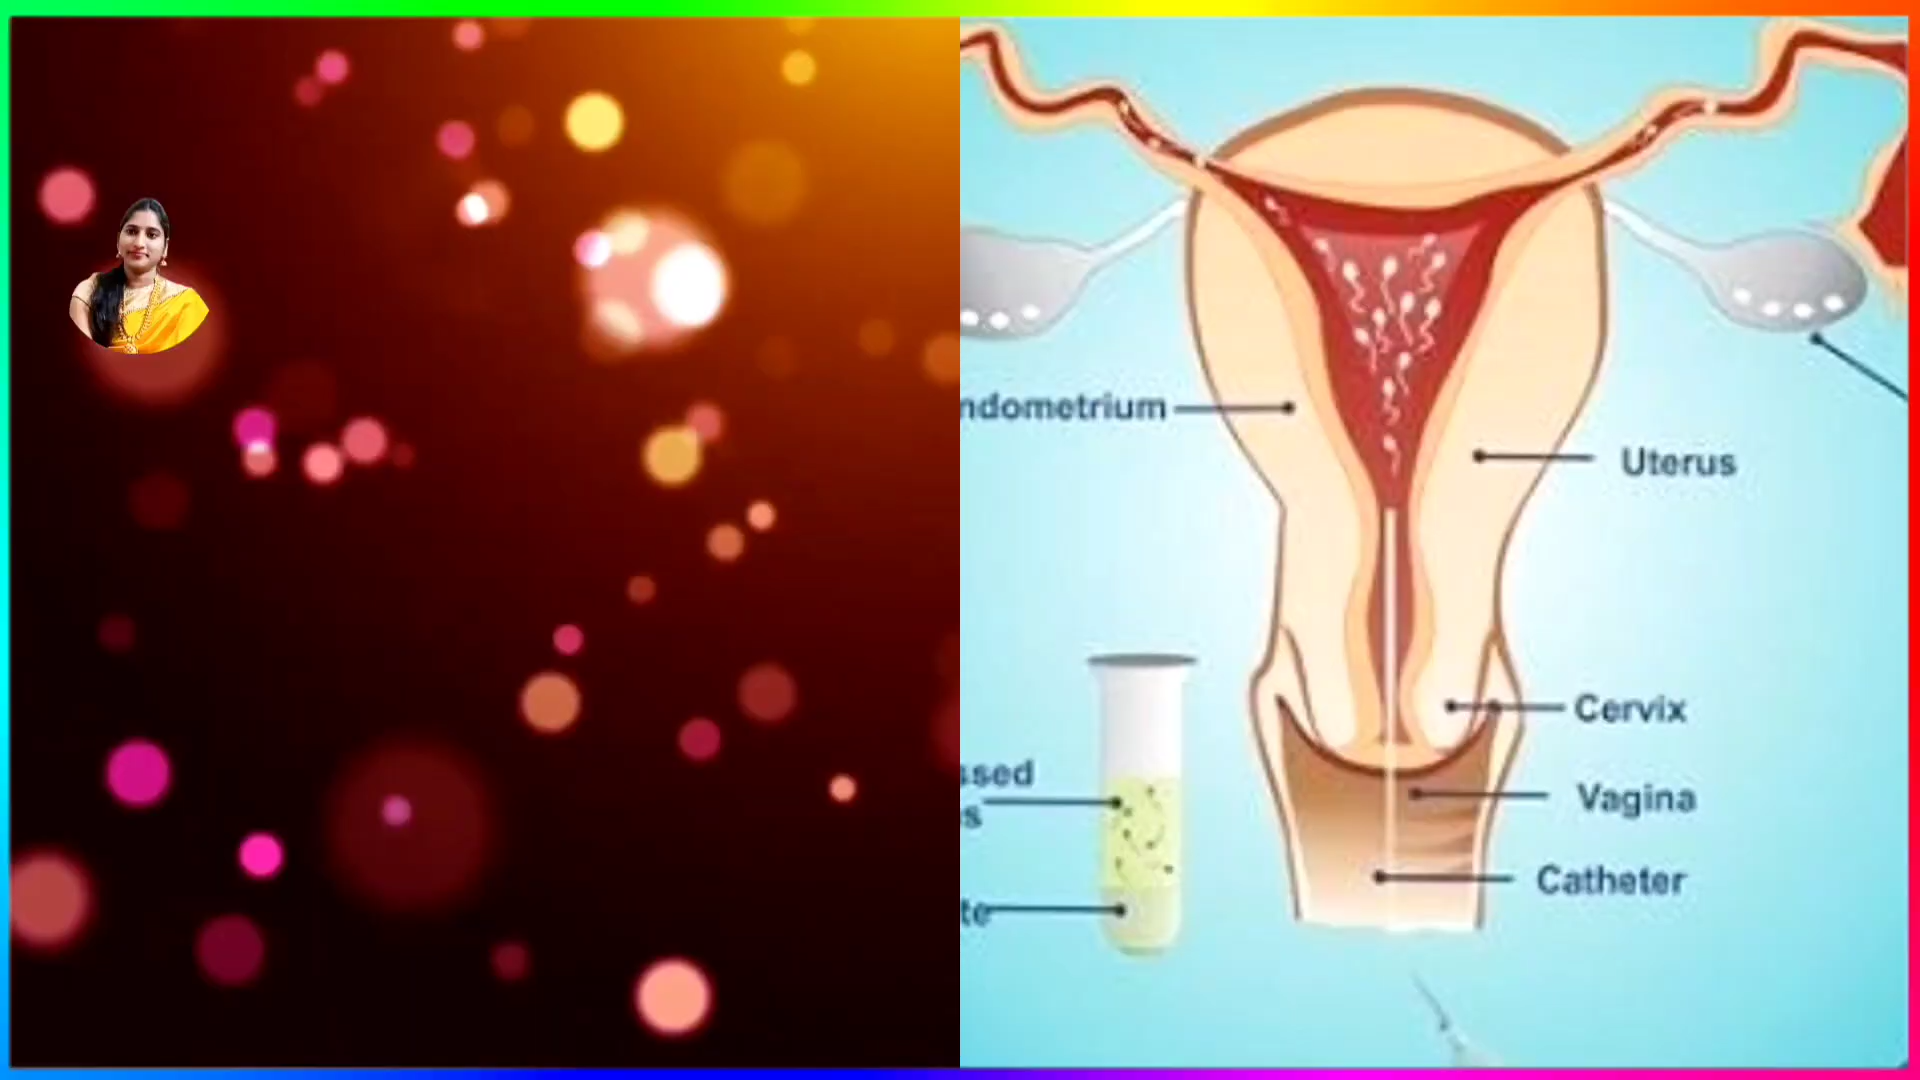 ndometrium
Uterus
Cervix
ssed
s
Vagina
Catheter
te